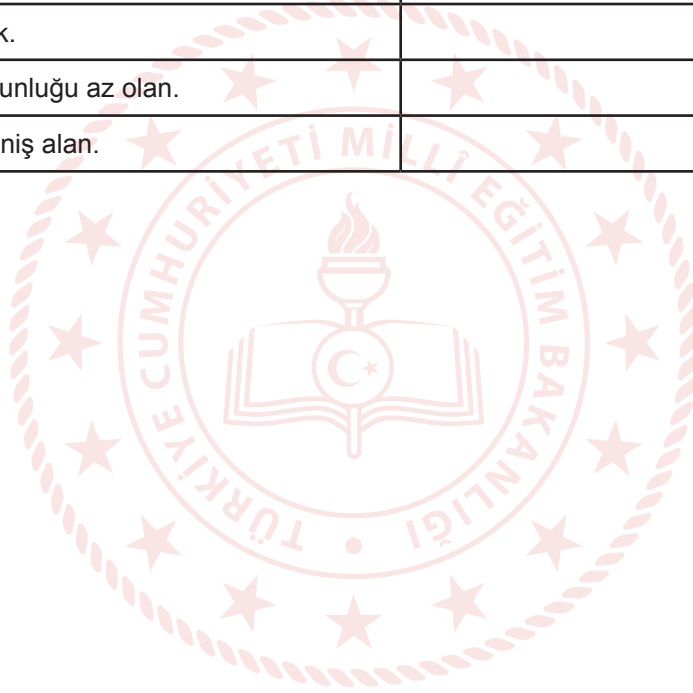 k.
unluğu az olan.
niş alan.
TÜRKİYE CUMHURİYETİ MİLLÎ EĞİTİM BAKANLIĞI